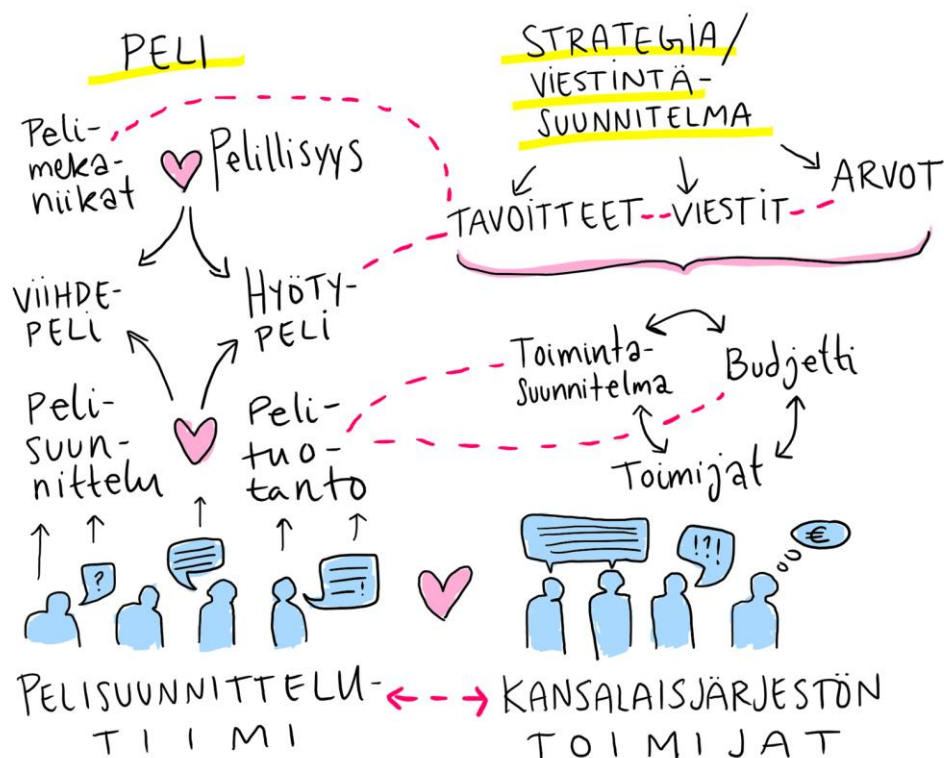 PELI
Peli-
meka-
niikat
Pelillisyys
VIIHDE-
PELI
HYÖTY-
PELI
Peli-
suun-
nittelu
Peli-
tuo-
tanto
?
!
PELISUUNNITTELU-
TIIMI
STRATEGIA/
VIESTINTÄ-
SUUNNITELMA
TAVOITTEET
VIESTIT
ARVOT
Toiminta-
suunnitelma
Budjetti
Toimijat
!?!
€
KANSALAISJÄRJESTÖN
TOIMIJAT